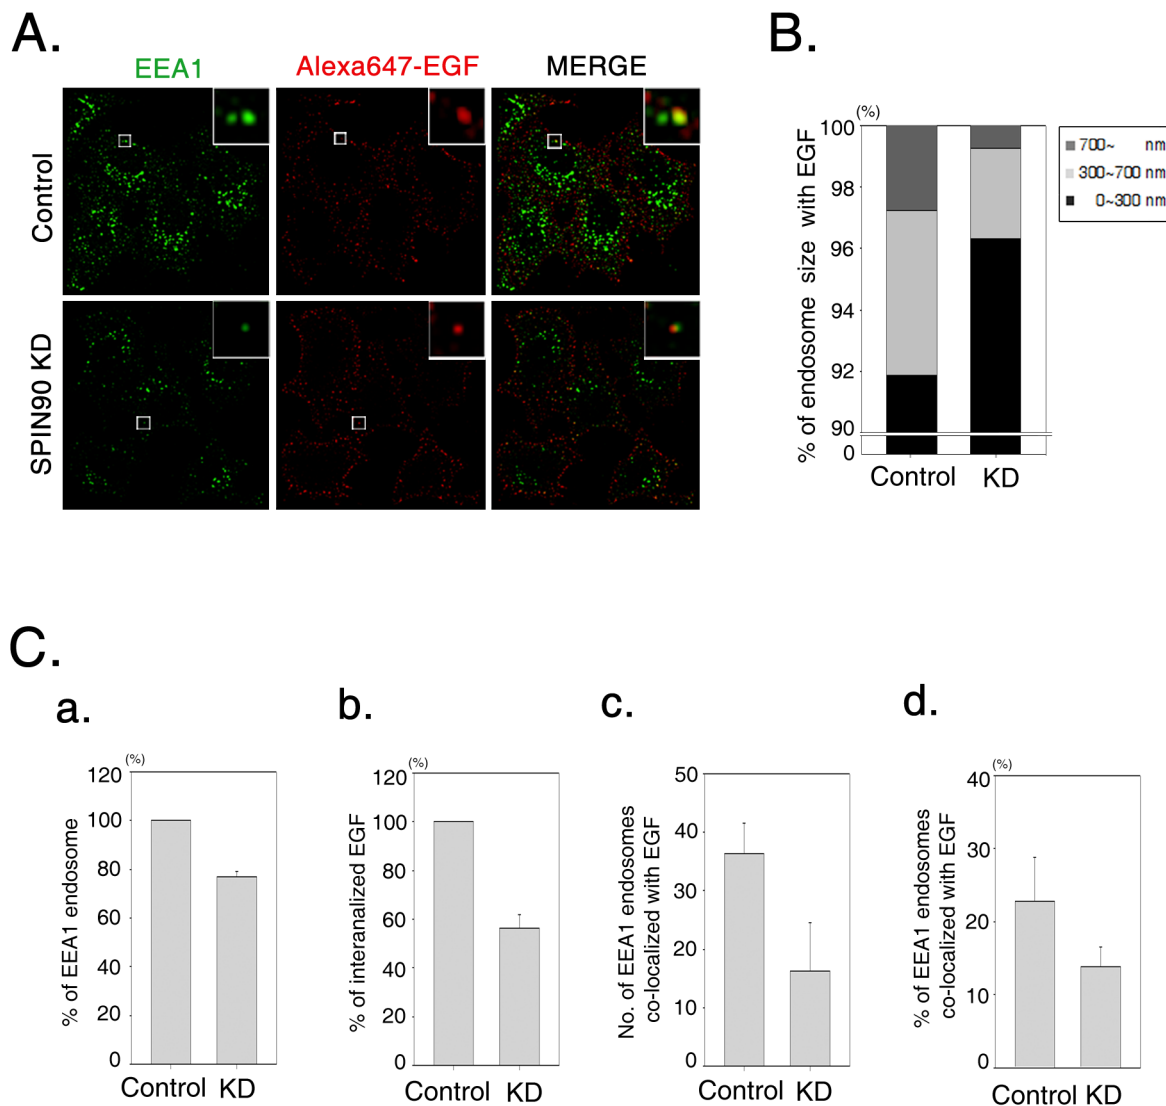 A.
EEA1 Alexa647-EGF MERGE
Control
SPIN90 KD
B.
(%)
% of endosome size with EGF
100
98
96
94
92
90
0
Control KD
700~ nm
300~700 nm
0~300 nm
C.
a.
(%)
% of EEA1 endosome
120
100
80
60
40
20
0
Control KD
b.
(%)
% of interanalized EGF
120
100
80
60
40
20
0
Control KD
c.
No. of EEA1 endosomes
co-localized with EGF
50
40
30
20
10
0
Control KD
d.
(%)
% of EEA1 endosomes
co-localized with EGF
40
30
20
10
0
Control KD